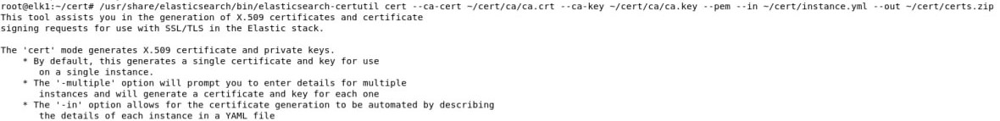 root@elk1:~/cert# /usr/share/elasticsearch/bin/elasticsearch-certutil cert --ca-cert ~/cert/ca/ca.crt --ca-key ~/cert/ca/ca.key --pem --in ~/cert/instance.yml --out ~/cert/certs.zip
This tool assists you in the generation of X.509 certificates and certificate
signing requests for use with SSL/TLS in the Elastic stack.

The 'cert' mode generates X.509 certificate and private keys.
    * By default, this generates a single certificate and key for use
       on a single instance.
    * The '-multiple' option will prompt you to enter details for multiple
       instances and will generate a certificate and key for each one
    * The '-in' option allows for the certificate generation to be automated by describing
       the details of each instance in a YAML file